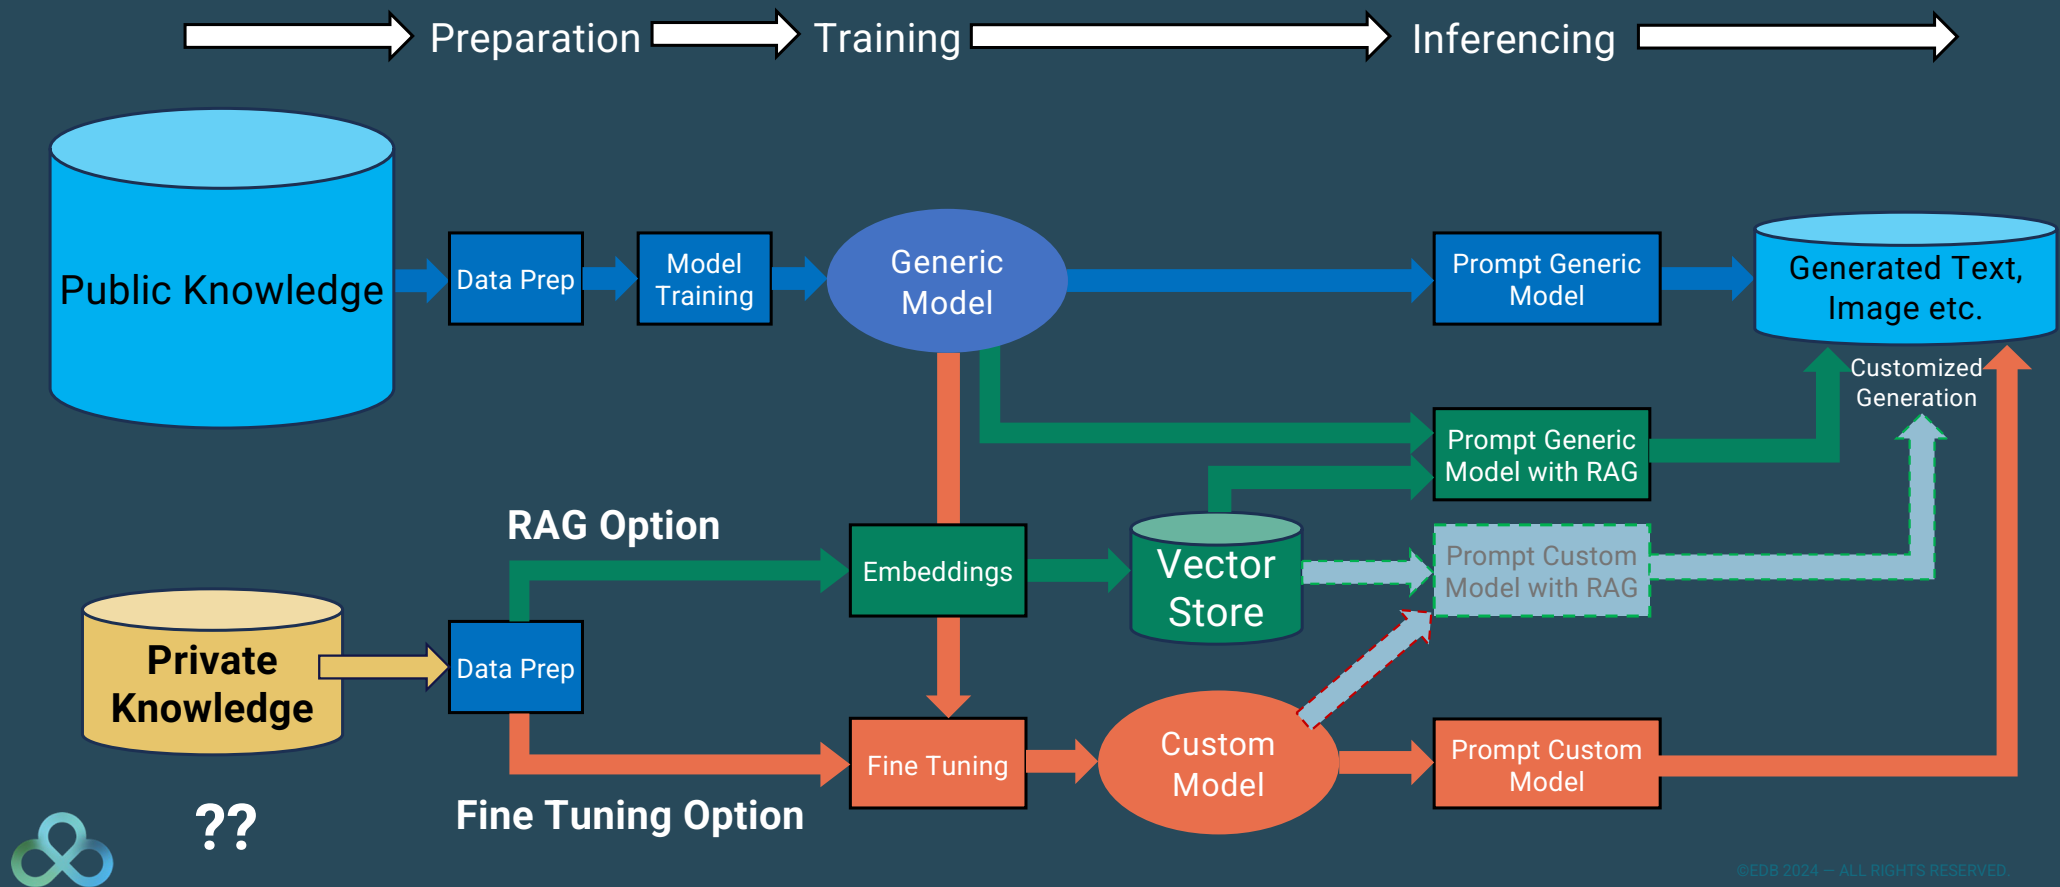 Preparation
Training
Inferencing
Public Knowledge
Data Prep
Model
Training
Generic
Model
Prompt Generic
Model
Generated Text,
Image etc.
Customized
Generation
Prompt Generic
Model with RAG
RAG Option
Embeddings
Vector
Store
Prompt Custom
Model with RAG
Private
Knowledge
Data Prep
Fine Tuning
Custom
Model
Prompt Custom
Model
Fine Tuning Option
??
©EDB 2024 — ALL RIGHTS RESERVED.